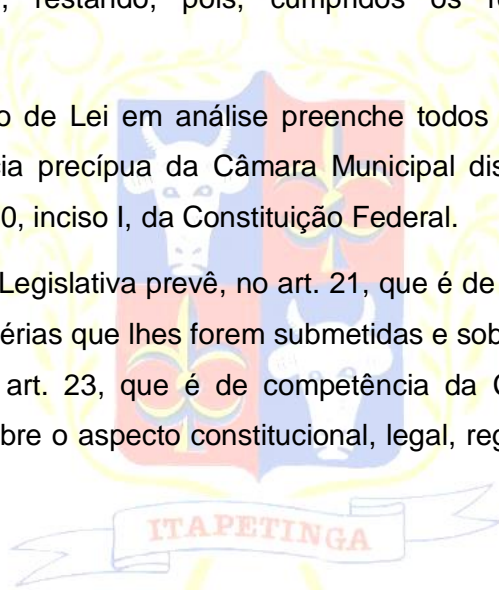 , restando, pois, cumpridos os
o de Lei em análise preenche todos
cia precípua da Câmara Municipal dis
0, inciso I, da Constituição Federal.
Legislativa prevê, no art. 21, que é de
érias que lhes forem submetidas e sob
art. 23, que é de competência da
bre o aspecto constitucional, legal, reg
ITAPETINGA